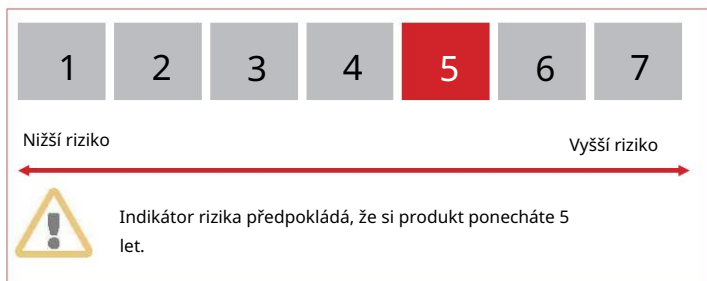 1 2 3 4 5 6 7
Nižší riziko
Vyšší riziko
Indikátor rizika předpokládá, že si produkt ponecháte 5
let.